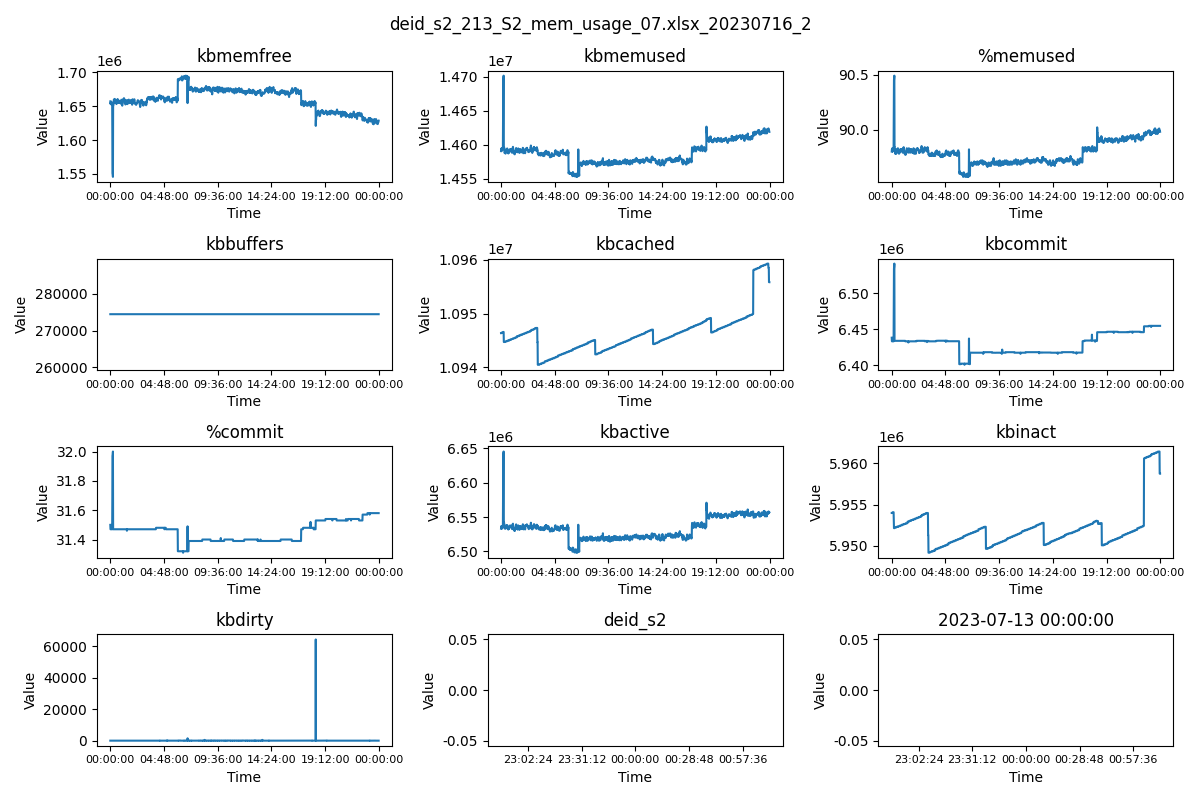 deid_s2_213_S2_mem_usage_07.xlsx_20230716_2
kbmemfree
1e6
1.70
1.65
1.60
1.55
Value
00:00:00 04:48:00 09:36:00 14:24:00 19:12:00 00:00:00
Time
kbmemused
1e7
1.470
1.465
1.460
1.455
Value
00:00:00 04:48:00 09:36:00 14:24:00 19:12:00 00:00:00
Time
%memused
90.5
90.0
Value
00:00:00 04:48:00 09:36:00 14:24:00 19:12:00 00:00:00
Time
kbbuffers
280000
270000
260000
Value
00:00:00 04:48:00 09:36:00 14:24:00 19:12:00 00:00:00
Time
kbcached
1e7
1.096
1.095
1.094
Value
00:00:00 04:48:00 09:36:00 14:24:00 19:12:00 00:00:00
Time
kbcommit
1e6
6.50
6.45
6.40
Value
00:00:00 04:48:00 09:36:00 14:24:00 19:12:00 00:00:00
Time
%commit
32.0
31.8
31.6
31.4
Value
00:00:00 04:48:00 09:36:00 14:24:00 19:12:00 00:00:00
Time
kbactive
1e6
6.65
6.60
6.55
6.50
Value
00:00:00 04:48:00 09:36:00 14:24:00 19:12:00 00:00:00
Time
kbinact
1e6
5.960
5.955
5.950
Value
00:00:00 04:48:00 09:36:00 14:24:00 19:12:00 00:00:00
Time
kbdirty
60000
40000
20000
0
Value
00:00:00 04:48:00 09:36:00 14:24:00 19:12:00 00:00:00
Time
deid_s2
0.05
0.00
-0.05
Value
23:02:24 23:31:12 00:00:00 00:28:48 00:57:36
Time
2023-07-13 00:00:00
0.05
0.00
-0.05
Value
23:02:24 23:31:12 00:00:00 00:28:48 00:57:36
Time